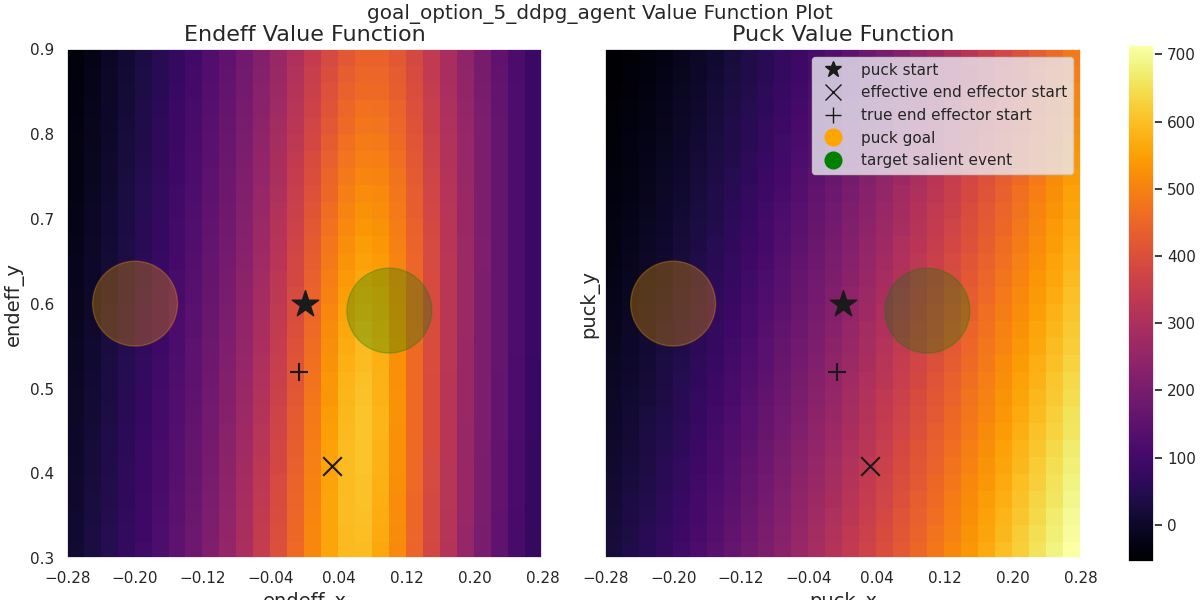 goal_option_5_ddpg_agent Value Function Plot
Endeff Value Function
Puck Value Function
puck start
effective end effector start
true end effector start
puck goal
target salient event
0.9
0.8
0.7
0.6
0.5
0.4
0.3
endeff_y
puck_y
−0.28 −0.20 −0.12 −0.04 0.04 0.12 0.20 0.28
−0.28 −0.20 −0.12 −0.04 0.04 0.12 0.20 0.28
endeff_x
puck_x
700
600
500
400
300
200
100
0